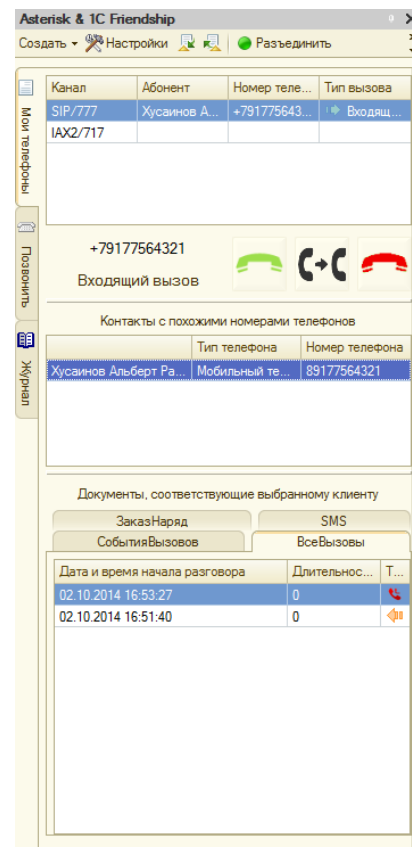 Asterisk & 1C Friendship
Создать Настройки Разъединить
Мои телефоны
Позвонить
Журнал
Канал Абонент Номер теле... Тип вызова
SIP/777 Хусаинов А... +791775643... Входящ...
IAX2/717
+79177564321
Входящий вызов
Контакты с похожими номерами телефонов
Тип телефона Номер телефона
Хусаинов Альберт Ра... Мобильный те... 89177564321
Документы, соответствующие выбранному клиенту
ЗаказНаряд SMS
СобытияВызовов ВсеВызовы
Дата и время начала разговора Длительнос... Т...
02.10.2014 16:53:27 0
02.10.2014 16:51:40 0